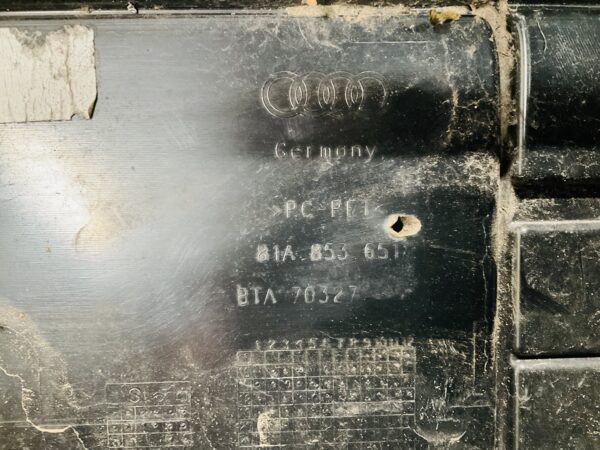 Germany
>PC-PET
81A 853 651
BTA 70327